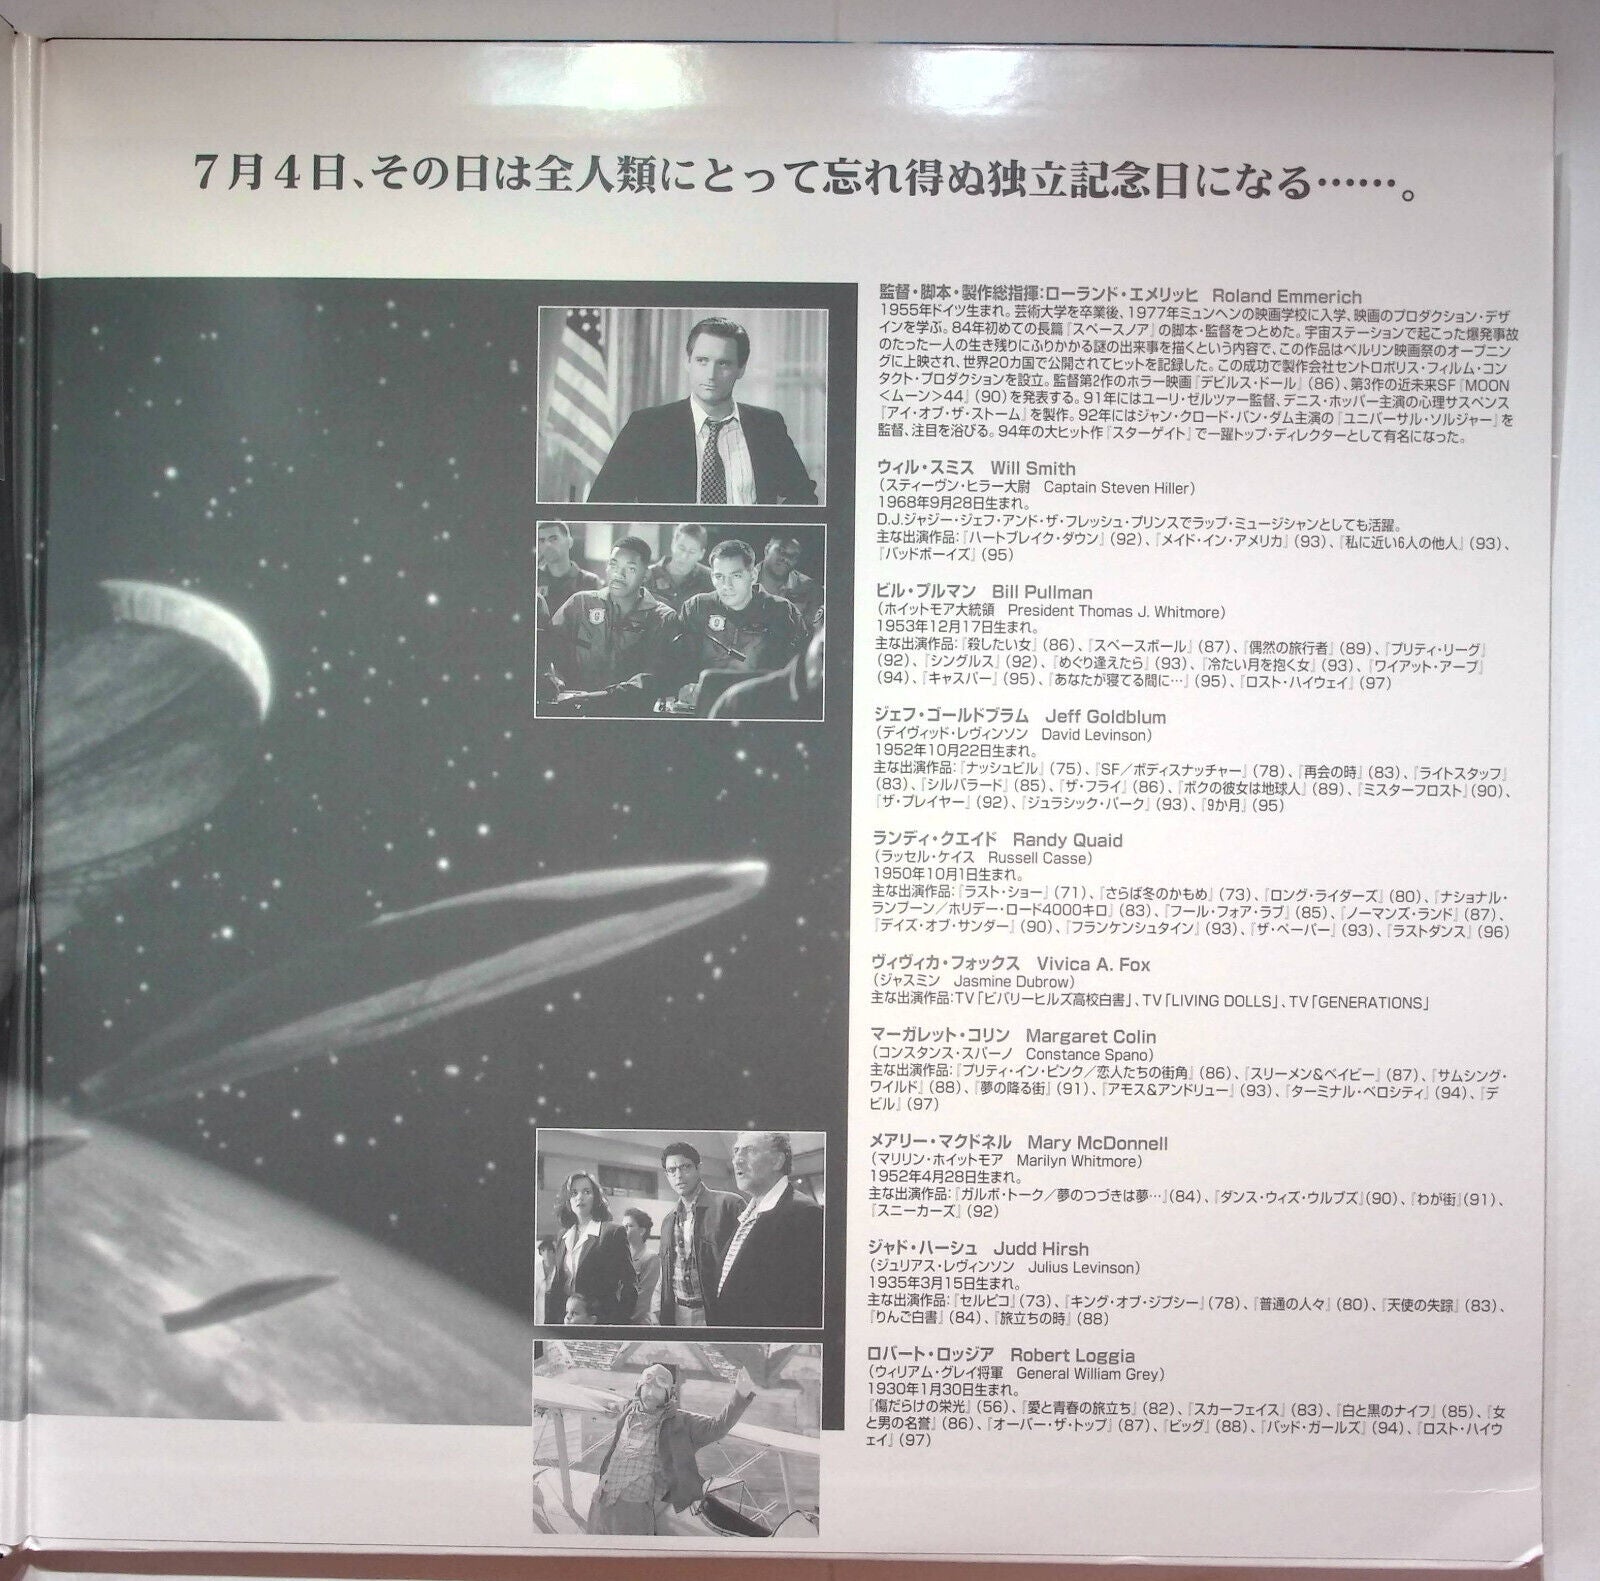 7月4日、その日は全人類にとって忘れ得ぬ独立記念日になる……。
監督・脚本・製作総指揮：ローランド・エメリッヒ　Roland Emmerich
1955年ドイツ生まれ。芸術大学を卒業後、1977年ミュンヘンの映画学校に入学、映画のプロダクション・デザ
インを学ぶ。84年初めての長篇『スペースノア』の脚本・監督をつとめた。宇宙ステーションで起こった爆発事故
のたった一人の生き残りにふりかかる謎の出来事を描くという内容で、この作品はベルリン映画祭のオープニン
グに上映され、世界20カ国で公開されてヒットを記録した。この成功で製作会社セントロポリス・フィルム・コン
タクト・プロダクションを設立。監督第2作のホラー映画『デビルス・ドール』（86）、第3作の近未来SF『MOON
＜ムーン＞44』（90）を発表する。91年にはユーリ・ゼルツァー監督、デニス・ホッパー主演の心理サスペンス
『アイ・オブ・ザ・ストーム』を製作。92年にはジャン・クロード・バン・ダム主演の『ユニバーサル・ソルジャー』を
監督、注目を浴びる。94年の大ヒット作『スターゲイト』で一躍トップ・ディレクターとして有名になった。
ウィル・スミス　Will Smith
（スティーヴン・ヒラー大尉　Captain Steven Hiller）
1968年9月28日生まれ。
D.J.ジャジー・ジェフ・アンド・ザ・フレッシュ・プリンスでラップ・ミュージシャンとしても活躍。
主な出演作品：『ハートブレイク・ダウン』（92）、『メイド・イン・アメリカ』（93）、『私に近い6人の他人』（93）、
『バッドボーイズ』（95）
ビル・プルマン　Bill Pullman
（ホイットモア大統領　President Thomas J. Whitmore）
1953年12月17日生まれ。
主な出演作品：『殺したい女』（86）、『スペースボール』（87）、『偶然の旅行者』（89）、『プリティ・リーグ』
（92）、『シングルス』（92）、『めぐり逢えたら』（93）、『冷たい月を抱く女』（93）、『ワイアット・アープ』
（94）、『キャスパー』（95）、『あなたが寝てる間に…』（95）、『ロスト・ハイウェイ』（97）
ジェフ・ゴールドブラム　Jeff Goldblum
（デイヴィッド・レヴィンソン　David Levinson）
1952年10月22日生まれ。
主な出演作品：『ナッシュビル』（75）、『SF／ボディスナッチャー』（78）、『再会の時』（83）、『ライトスタッフ』
（83）、『シルバラード』（85）、『ザ・フライ』（86）、『ボクの彼女は地球人』（89）、『ミスターフロスト』（90）、
『ザ・プレイヤー』（92）、『ジュラシック・パーク』（93）、『9か月』（95）
ランディ・クエイド　Randy Quaid
（ラッセル・ケイス　Russell Casse）
1950年10月1日生まれ。
主な出演作品：『ラスト・ショー』（71）、『さらば冬のかもめ』（73）、『ロング・ライダーズ』（80）、『ナショナル・
ランプーン／ホリデー・ロード4000キロ』（83）、『フール・フォア・ラブ』（85）、『ノーマンズ・ランド』（87）、
『デイズ・オブ・サンダー』（90）、『フランケンシュタイン』（93）、『ザ・ペーパー』（93）、『ラストダンス』（96）
ヴィヴィカ・フォックス　Vivica A. Fox
（ジャスミン　Jasmine Dubrow）
主な出演作品：TV「ビバリーヒルズ高校白書」、TV「LIVING DOLLS」、TV「GENERATIONS」
マーガレット・コリン　Margaret Colin
（コンスタンス・スパーノ　Constance Spano）
主な出演作品：『プリティ・イン・ピンク／恋人たちの街角』（86）、『スリーメン&ベイビー』（87）、『サムシング・
ワイルド』（88）、『夢の降る街』（91）、『アモス&アンドリュー』（93）、『ターミナル・ベロシティ』（94）、『デ
ビル』（97）
メアリー・マクドネル　Mary McDonnell
（マリリン・ホイットモア　Marilyn Whitmore）
1952年4月28日生まれ。
主な出演作品：『ガルボ・トーク／夢のつづきは夢…』（84）、『ダンス・ウィズ・ウルブズ』（90）、『わが街』（91）、
『スニーカーズ』（92）
ジャド・ハーシュ　Judd Hirsh
（ジュリアス・レヴィンソン　Julius Levinson）
1935年3月15日生まれ。
主な出演作品：『セルピコ』（73）、『キング・オブ・ジプシー』（78）、『普通の人々』（80）、『天使の失踪』（83）、
『りんご白書』（84）、『旅立ちの時』（88）
ロバート・ロッジア　Robert Loggia
（ウィリアム・グレイ将軍　General William Grey）
1930年1月30日生まれ。
『傷だらけの栄光』（56）、『愛と青春の旅立ち』（82）、『スカーフェイス』（83）、『白と黒のナイフ』（85）、『女
と男の名誉』（86）、『オーバー・ザ・トップ』（87）、『ビッグ』（88）、『バッド・ガールズ』（94）、『ロスト・ハイウ
ェイ』（97）